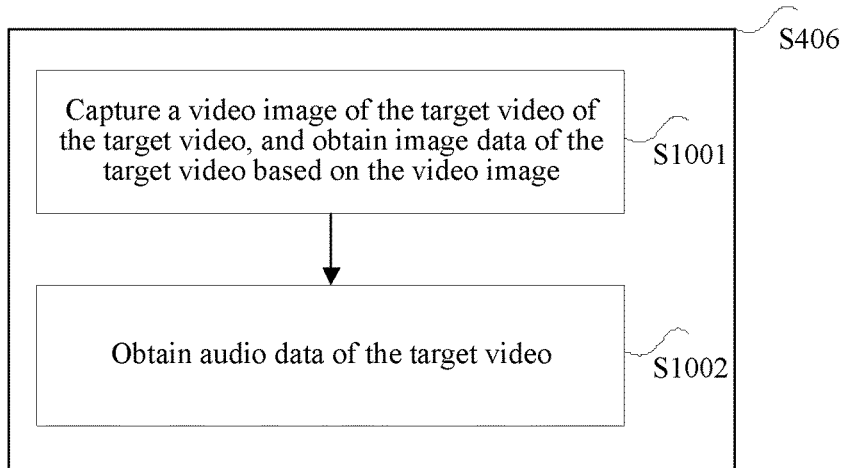 S406
Capture a video image of the target video of
the target video, and obtain image data of the
target video based on the video image
S1001
Obtain audio data of the target video
S1002